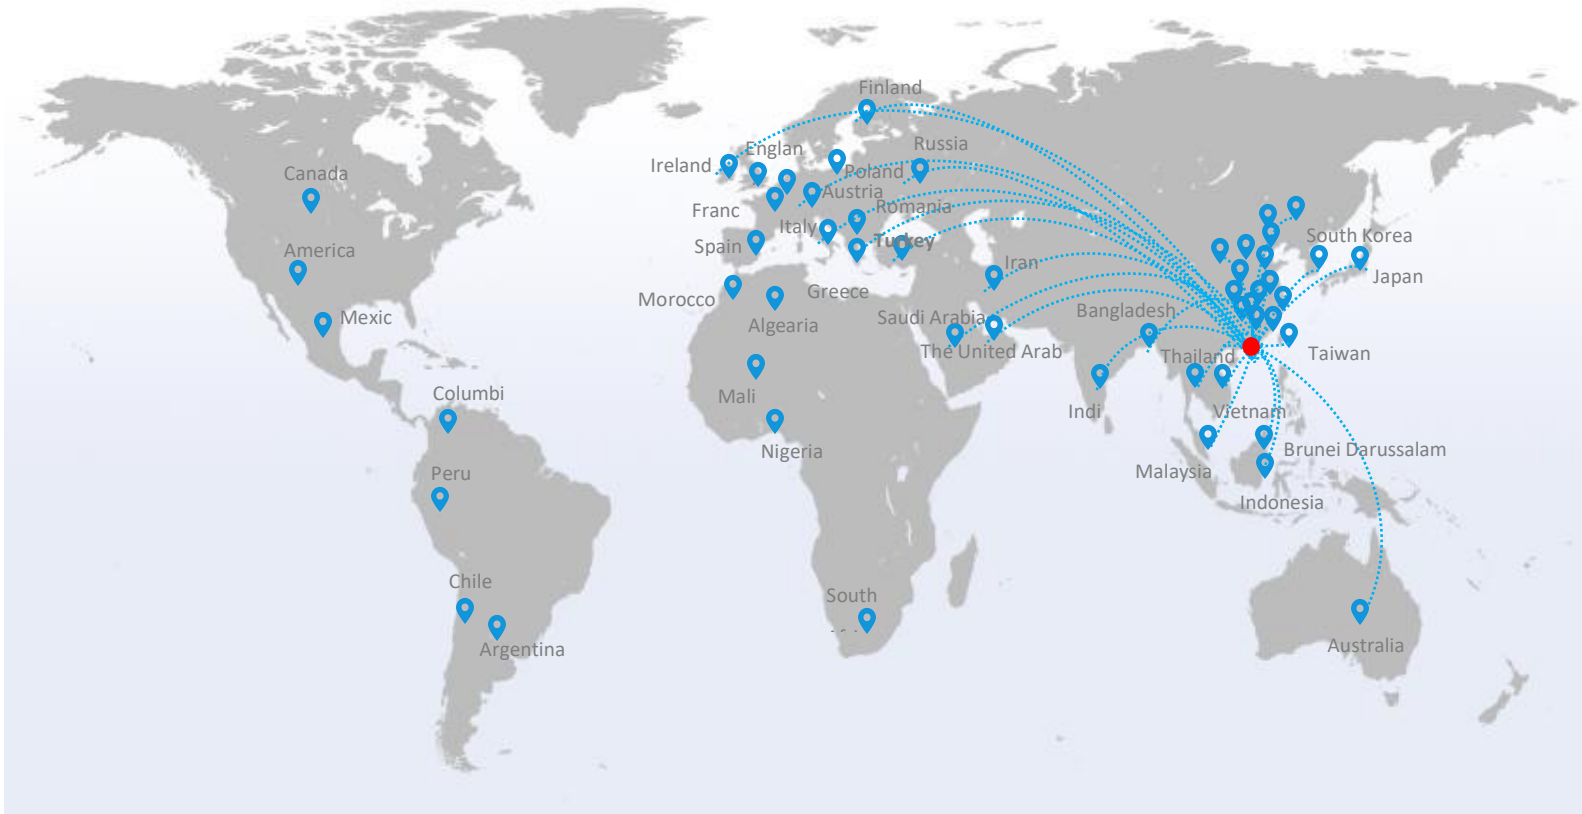 Finland
Englan
Russia
Ireland
Poland
Canada
Austria
Franc
Romania
Italy
Turkey
South Korea
Spain
America
Iran
Japan
Greece
Morocco
Bangladesh
Mexic
Algearia
Saudi Arabia
The United Arab
Thailand
Taiwan
Columbi
Mali
Indi
Vietnam
Nigeria
Brunei Darussalam
Peru
Malaysia
Indonesia
Chile
South
Argentina
Australia